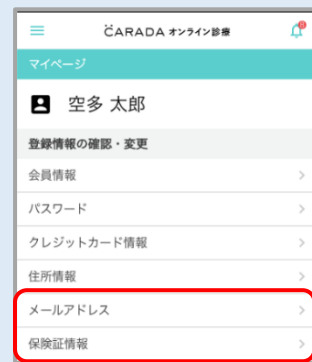 CARADA オンライン診療
マイページ
空多 太郎
登録情報の確認・変更
会員情報
パスワード
クレジットカード情報
住所情報
メールアドレス
保険証情報